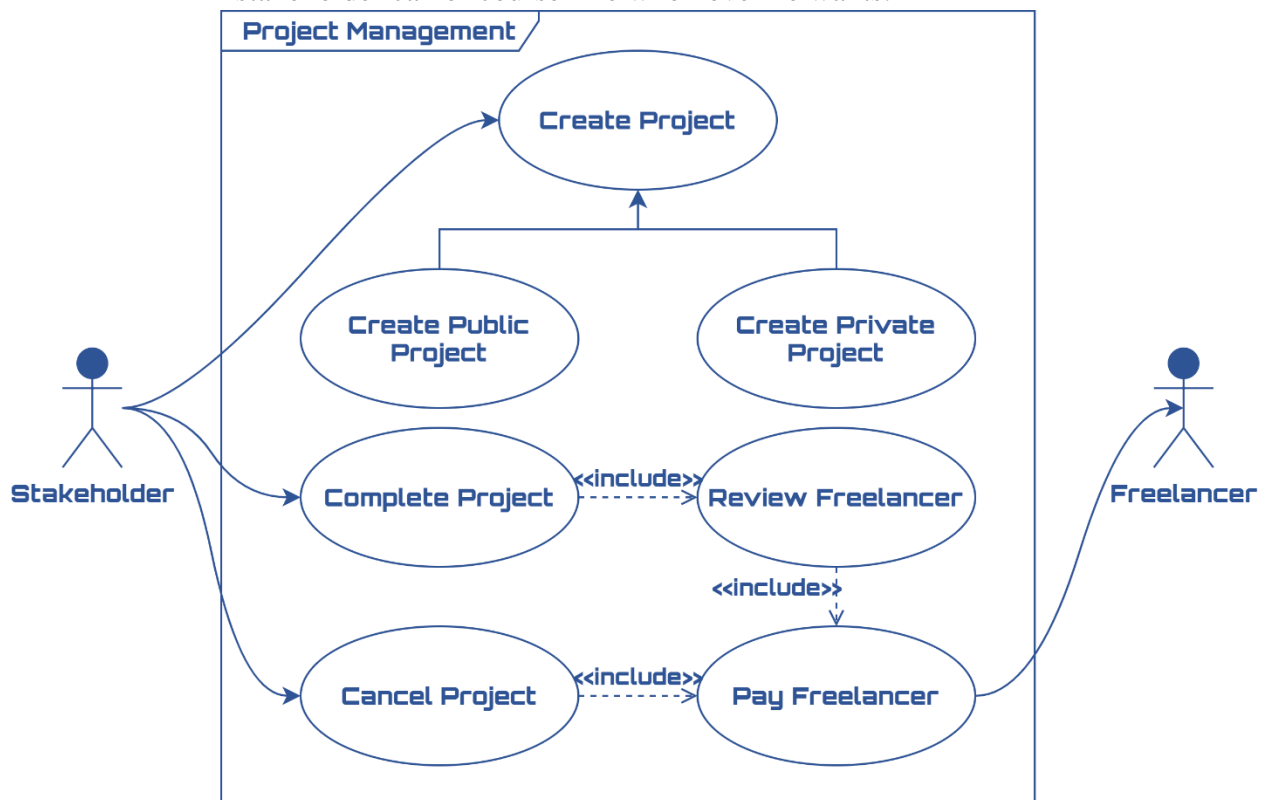 Project Management
Create Project
Create Public
Project
Create Private
Project
Stakeholder
Freelancer
Complete Project
<<include>>
Review Freelancer
<<include>>
Cancel Project
<<include>>
Pay Freelancer